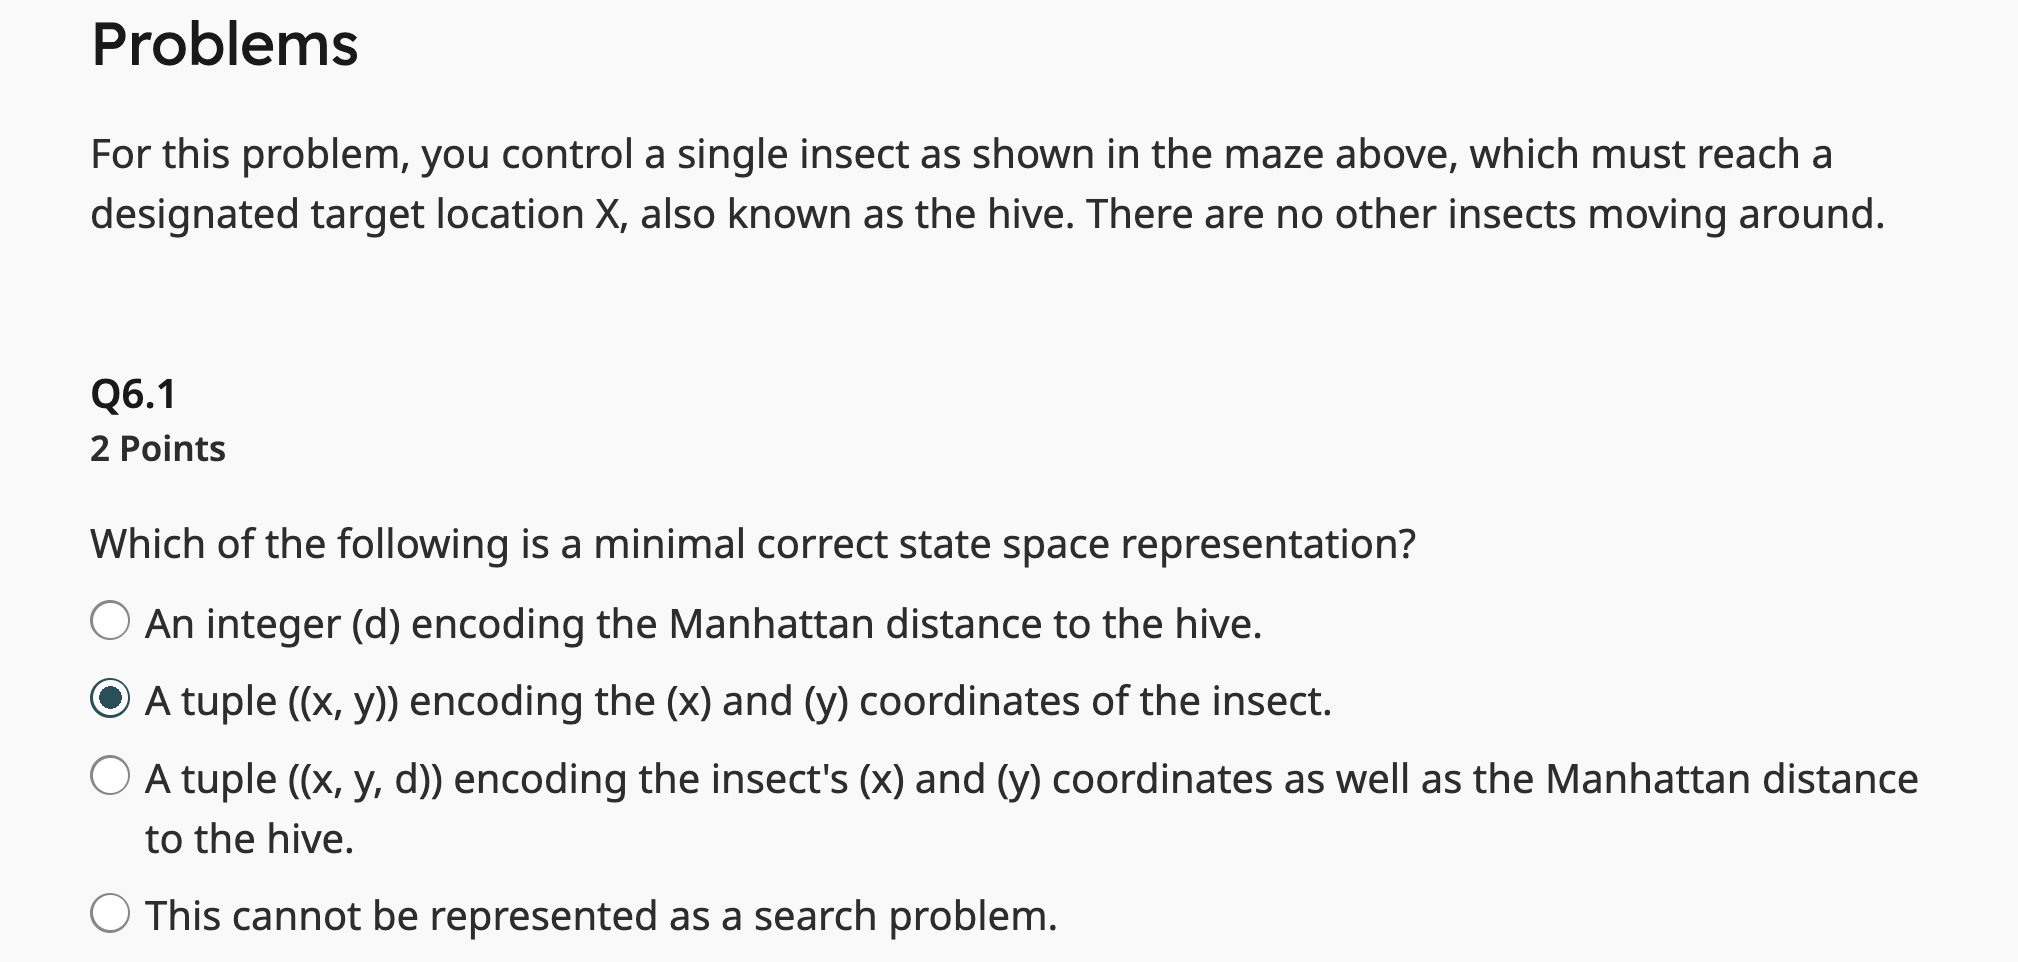 Problems
For this problem, you control a single insect as shown in the maze above, which must reach a
designated target location X, also known as the hive. There are no other insects moving around.
Q6.1
2 Points
Which of the following is a minimal correct state space representation?
An integer (d) encoding the Manhattan distance to the hive.
A tuple ((x, y)) encoding the (x) and (y) coordinates of the insect.
A tuple ((x, y, d)) encoding the insect's (x) and (y) coordinates as well as the Manhattan distance
to the hive.
This cannot be represented as a search problem.